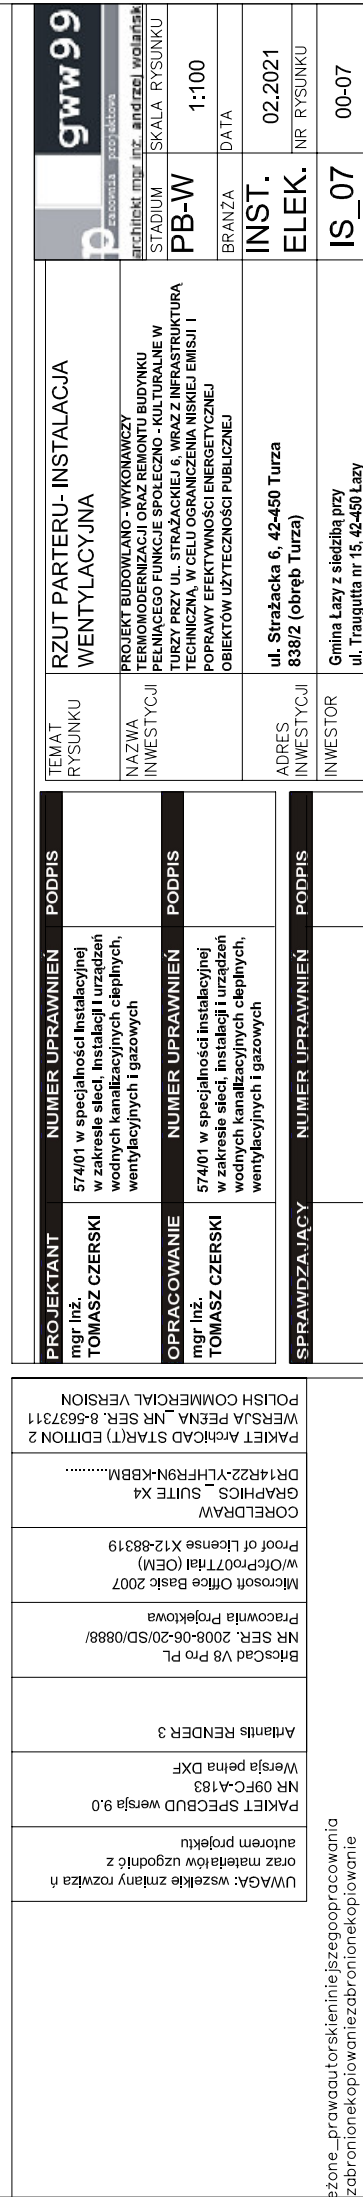 gww99
pracownia projektowa
architekt mgr inż. andrzej wolański
TEMAT
RYSUNKU
RZUT PARTERU- INSTALACJA
WENTYLACYJNA
STADIUM
PB-W
SKALA RYSUNKU
1:100
NAZWA
INWESTYCJI
PROJEKT BUDOWLANO - WYKONAWCZY
TERMOMODERNIZACJI ORAZ REMONTU BUDYNKU
PEŁNIĄCEGO FUNKCJE SPOŁECZNO - KULTURALNE W
TURZY PRZY UL. STRAŻACKIEJ 6, WRAZ Z INFRASTRUKTURĄ
TECHNICZNĄ, W CELU OGRANICZENIA NISKIEJ EMISJI I
POPRAWY EFEKTYWNOŚCI ENERGETYCZNEJ
OBIEKTÓW UŻYTECZNOŚCI PUBLICZNEJ
BRANŻA
INST.
ELEK.
DATA
02.2021
ADRES
INWESTYCJI
ul. Strażacka 6, 42-450 Turza
838/2 (obręb Turza)
NR RYSUNKU
IS_07
00-07
INWESTOR
Gmina Łazy z siedzibą przy
ul. Traugutta nr 15, 42-450 Łazy
PROJEKTANT NUMER UPRAWNIEŃ PODPIS
mgr Inż.
TOMASZ CZERSKI
574/01 w specjalności Instalacyjnej
w zakresie sieci, Instalacji i urządzeń
wodnych kanalizacyjnych cieplnych,
wentylacyjnych i gazowych
OPRACOWANIE NUMER UPRAWNIEŃ PODPIS
mgr Inż.
TOMASZ CZERSKI
574/01 w specjalności instalacyjnej
w zakresie sieci, instalacji i urządzeń
wodnych kanalizacyjnych cieplnych,
wentylacyjnych i gazowych
SPRAWDZAJĄCY NUMER UPRAWNIEŃ PODPIS
UWAGA: wszelkie zmiany rozwiza ń
oraz materiałów uzgodnić z
autorem projektu
PAKIET SPECBUD wersja 9.0
NR 09FC-A183
Wersja pełna DXF
Artlantis RENDER 3
BricsCad V8 Pro PL
NR SER. 2008-06-20/SD/0888/
Pracownia Projektowa
Microsoft Office Basic 2007
w/OfcPro07Trial (OEM)
Proof of License X12-88319
CORELDRAW
GRAPHICS _ SUITE X4
DR14R22-YLHFR9N-KBBM..........
PAKIET ArchiCAD START(T) EDITION 2
WERSJA PEŁNA _NR SER. 8-5637311
POLISH COMMERCIAL VERSION
eżone_prawaautorskieniniejszegoopracowania
zabronionekopiowaniezabronionekopiowanie